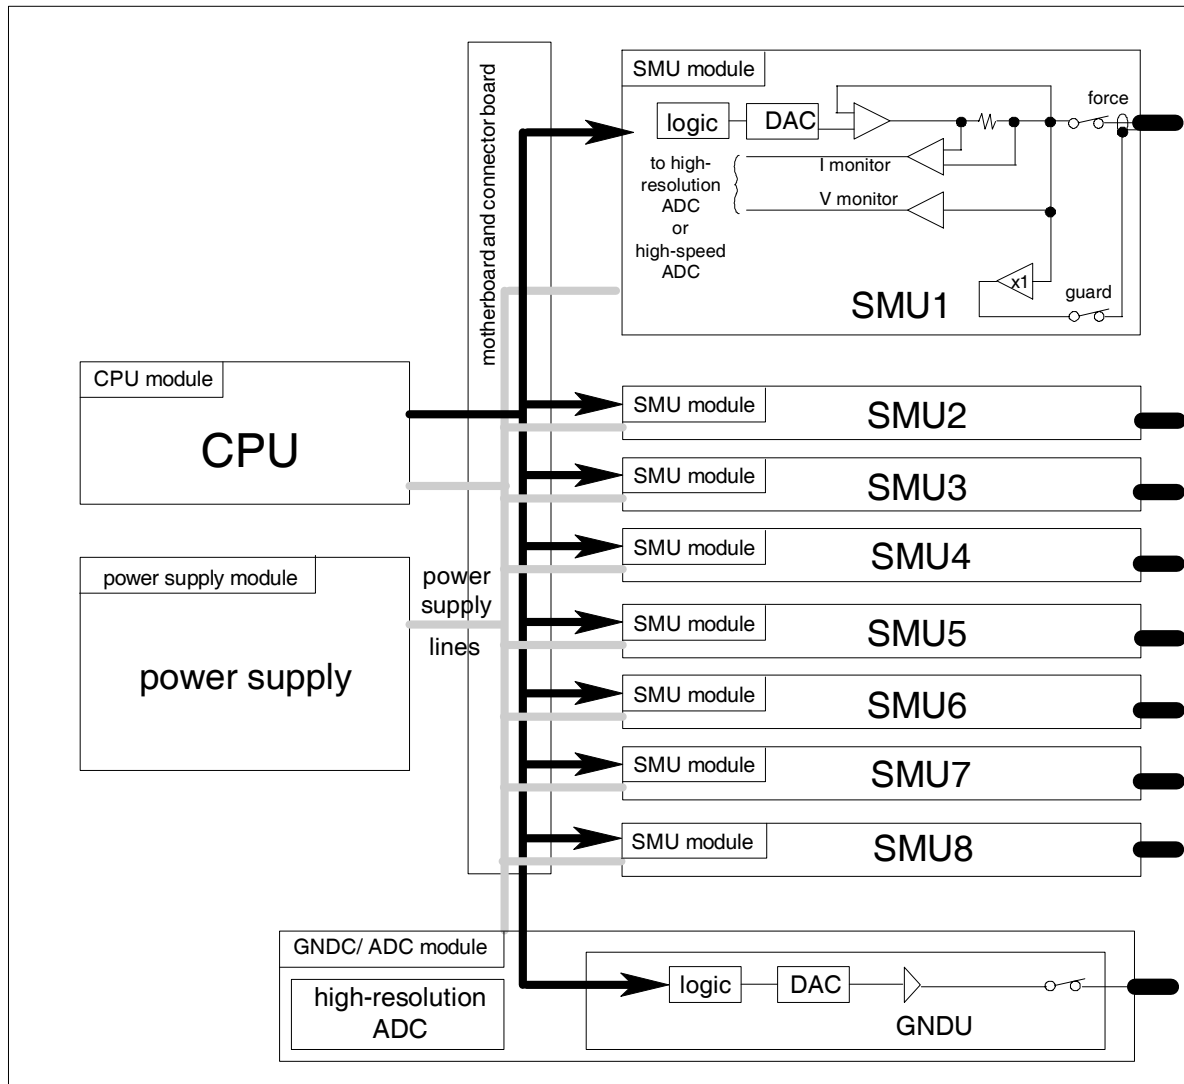 motherboard and connector board
SMU module
logic
DAC
force
to high-
resolution
ADC
or
high-speed
ADC
I monitor
V monitor
x1
guard
SMU1
CPU module
CPU
SMU module
SMU2
SMU module
SMU3
SMU module
SMU4
power supply module
power supply
power
supply
lines
SMU module
SMU5
SMU module
SMU6
SMU module
SMU7
SMU module
SMU8
GNDC/ ADC module
high-resolution
ADC
logic
DAC
GNDU